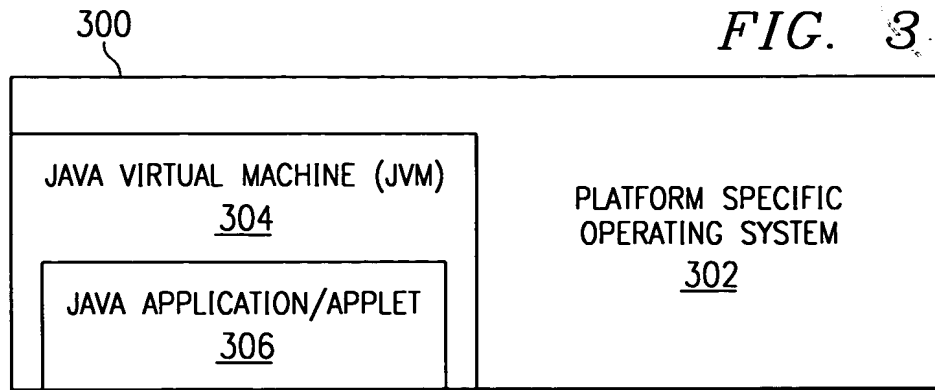 300
FIG. 3
JAVA VIRTUAL MACHINE (JVM)
304
JAVA APPLICATION/APPLET
306
PLATFORM SPECIFIC
OPERATING SYSTEM
302